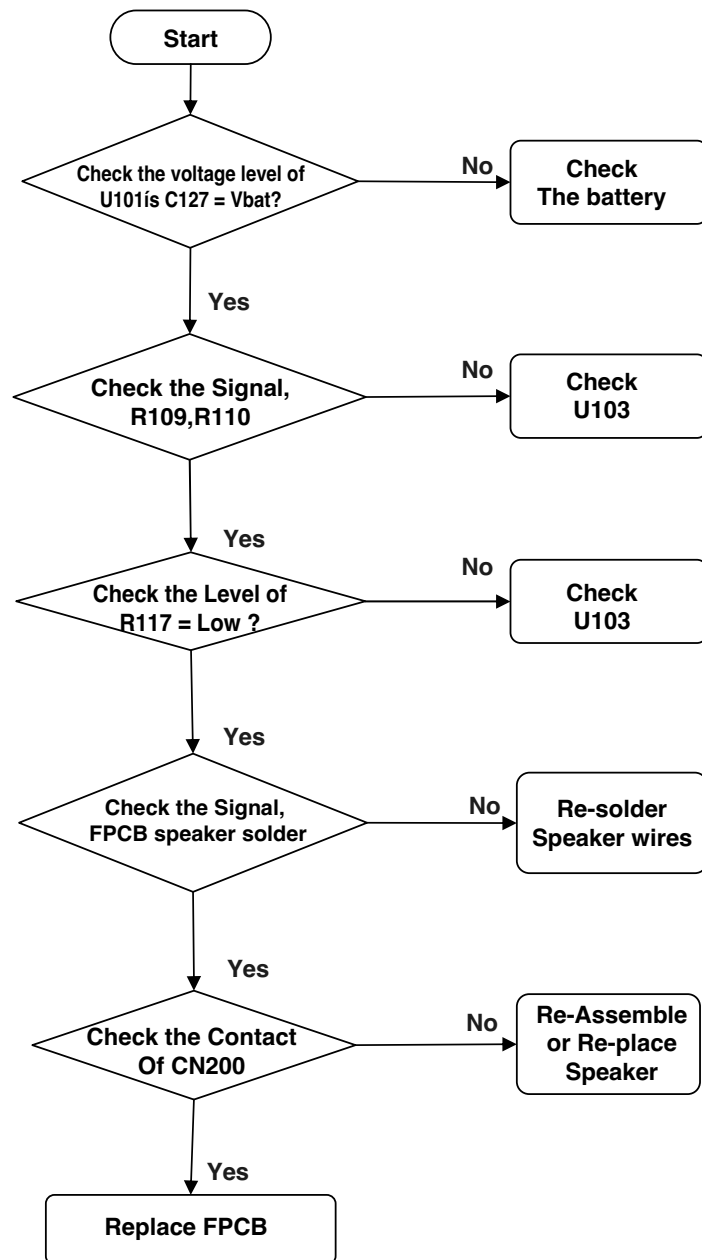 Start
Check the voltage level of
U101ís C127 = Vbat?
No
Check
The battery
Yes
Check the Signal,
R109,R110
No
Check
U103
Yes
Check the Level of
R117 = Low ?
No
Check
U103
Yes
Check the Signal,
FPCB speaker solder
No
Re-solder
Speaker wires
Yes
Check the Contact
Of CN200
No
Re-Assemble
or Re-place
Speaker
Yes
Replace FPCB